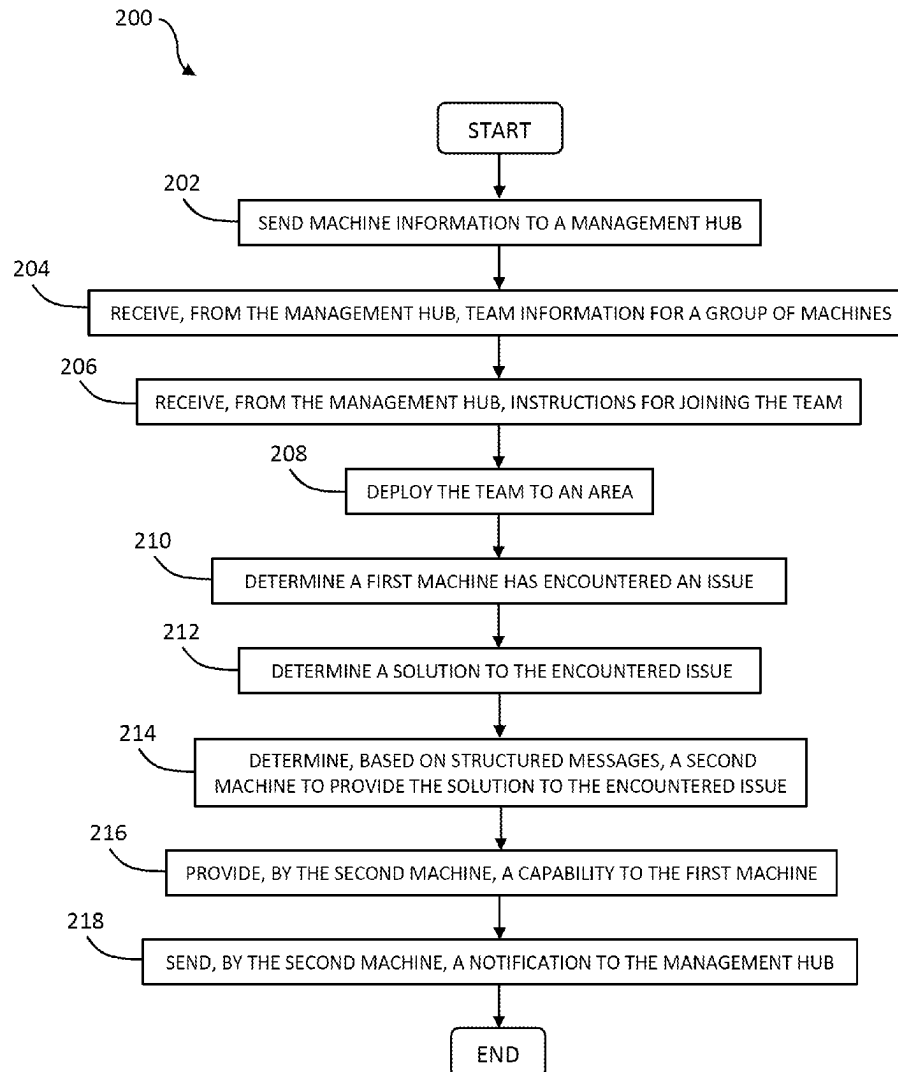 200
START
202
SEND MACHINE INFORMATION TO A MANAGEMENT HUB
204
RECEIVE, FROM THE MANAGEMENT HUB, TEAM INFORMATION FOR A GROUP OF MACHINES
206
RECEIVE, FROM THE MANAGEMENT HUB, INSTRUCTIONS FOR JOINING THE TEAM
208
DEPLOY THE TEAM TO AN AREA
210
DETERMINE A FIRST MACHINE HAS ENCOUNTERED AN ISSUE
212
DETERMINE A SOLUTION TO THE ENCOUNTERED ISSUE
214
DETERMINE, BASED ON STRUCTURED MESSAGES, A SECOND
MACHINE TO PROVIDE THE SOLUTION TO THE ENCOUNTERED ISSUE
216
PROVIDE, BY THE SECOND MACHINE, A CAPABILITY TO THE FIRST MACHINE
218
SEND, BY THE SECOND MACHINE, A NOTIFICATION TO THE MANAGEMENT HUB
END